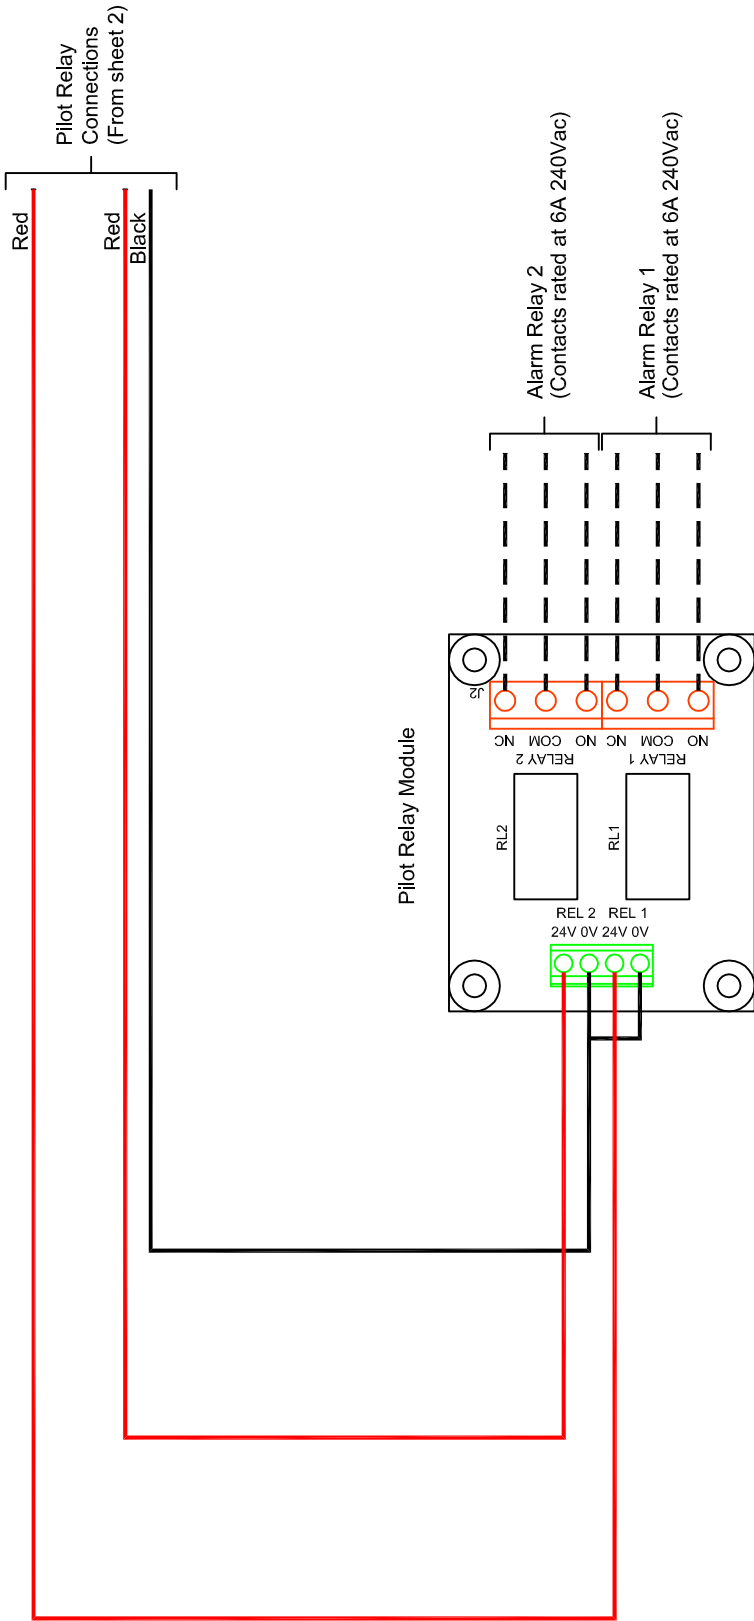 Pilot Relay
Connections
(From sheet 2)
Red
Red
Black
Alarm Relay 2
(Contacts rated at 6A 240Vac)
Alarm Relay 1
(Contacts rated at 6A 240Vac)
Pilot Relay Module
J2
NC COM NO NC COM NO
RELAY 2 RELAY 1
RL2
RL1
REL 2 REL 1
24V 0V 24V 0V